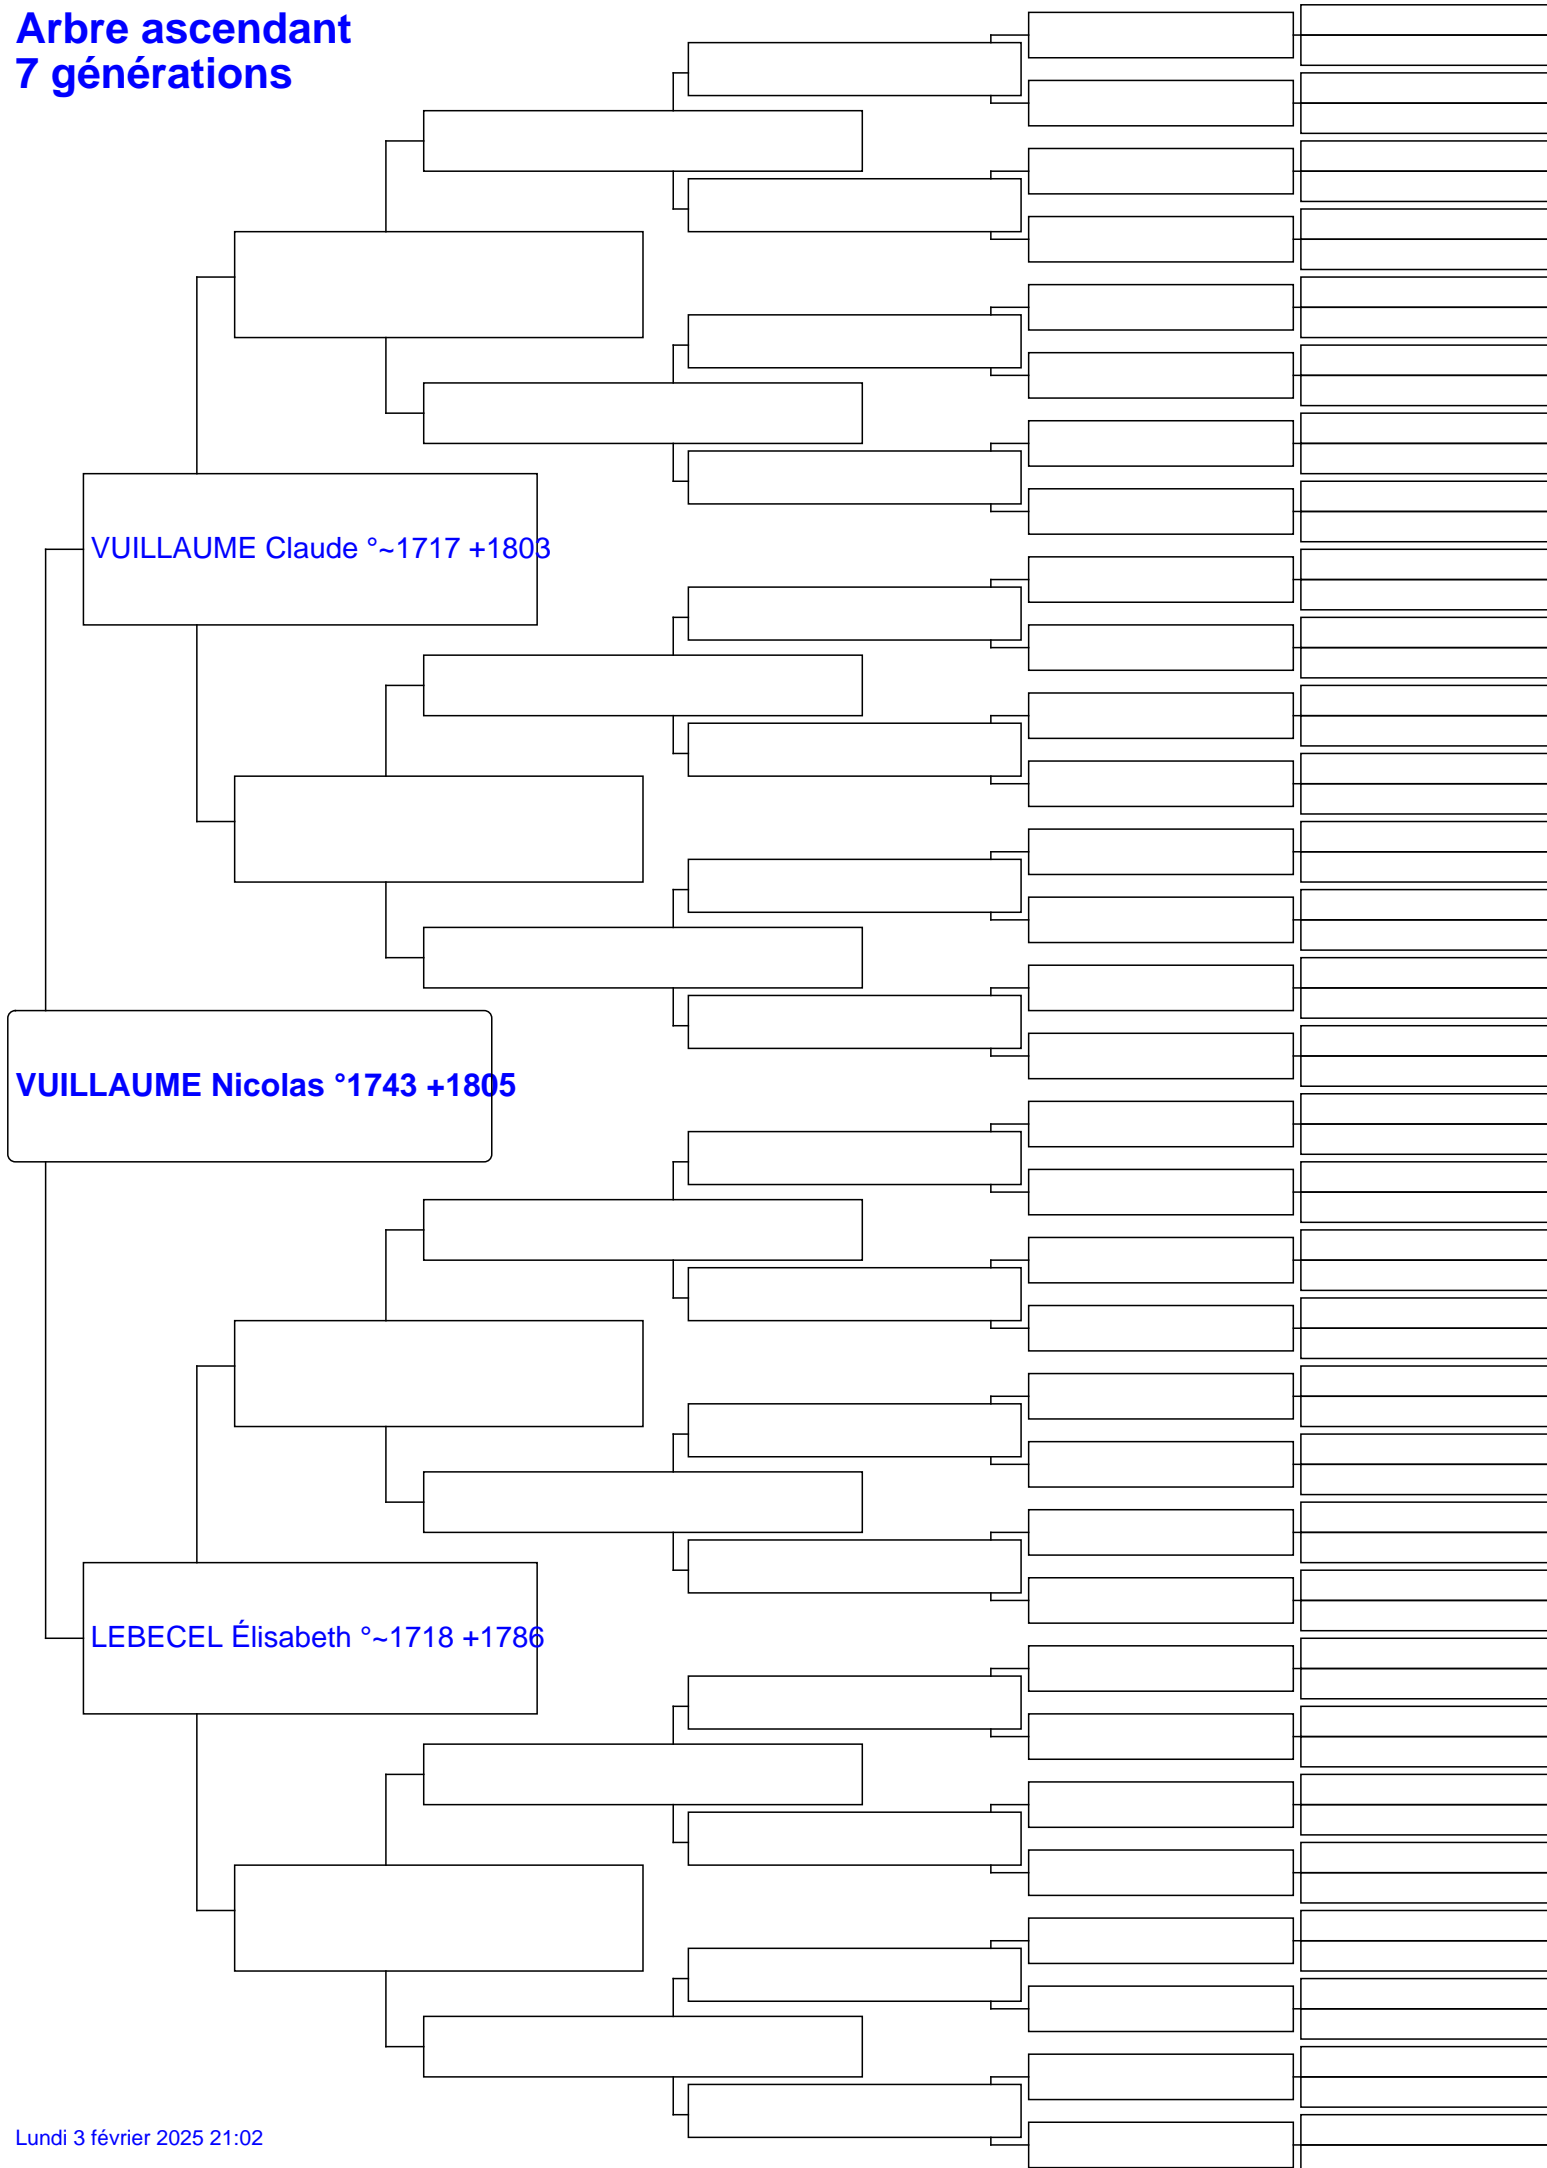 Arbre ascendant
7 générations
VUILLAUME Claude °~1717 +1803
VUILLAUME Nicolas °1743 +1805
LEBECEL Élisabeth °~1718 +1786
Lundi 3 février 2025 21:02